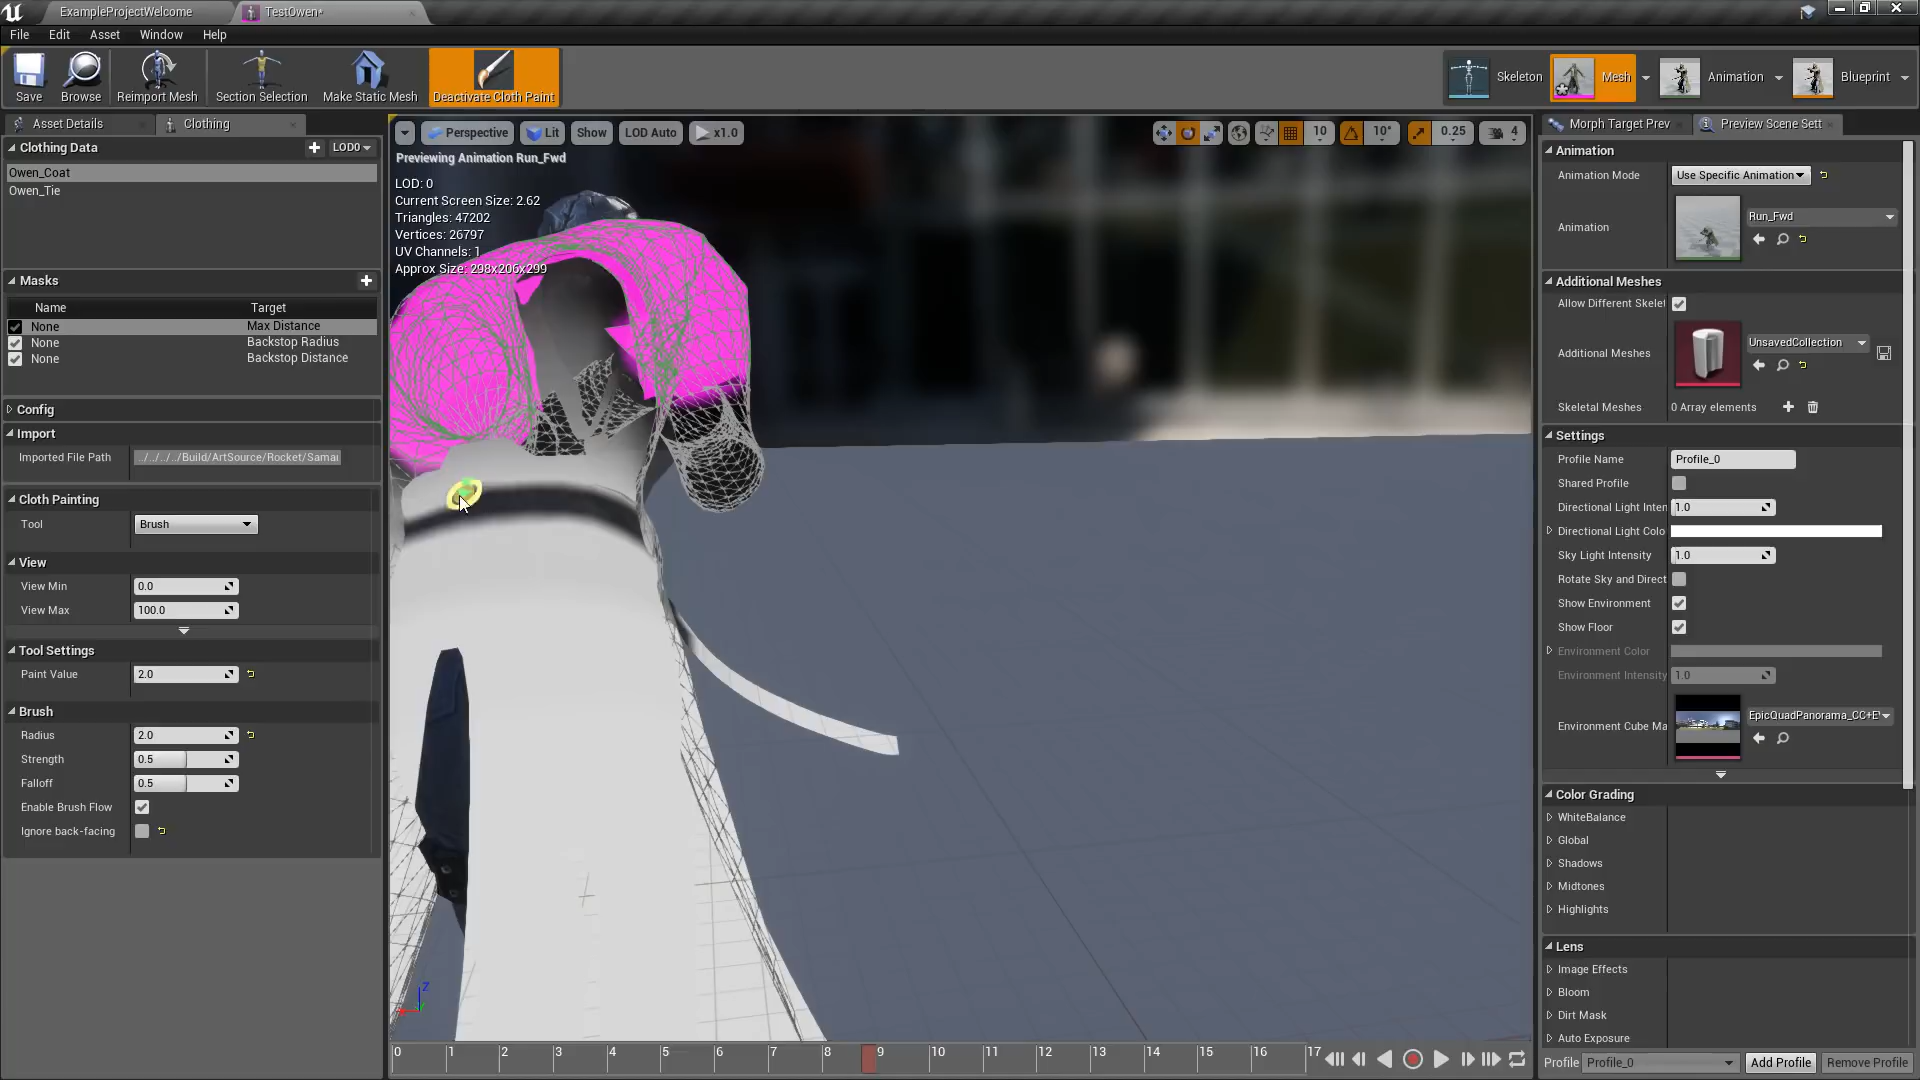 ExampleProjectWelcome
TestOwen*
File Edit Asset Window Help
Save
Browse
Reimport Mesh
Section Selection
Make Static Mesh
Deactivate Cloth Paint
Skeleton
Mesh
Animation
Blueprint
Asset Details
Clothing
Clothing Data
LOD0
Owen_Coat
Owen_Tie
Masks
Name Target
None Max Distance
None Backstop Radius
None Backstop Distance
Config
Import
Imported File Path ../../../../Build/ArtSource/Rocket/Samar
Cloth Painting
Tool Brush
View
View Min 0.0
View Max 100.0
Tool Settings
Paint Value 2.0
Brush
Radius 2.0
Strength 0.5
Falloff 0.5
Enable Brush Flow
Ignore back-facing
Perspective Lit Show LOD Auto x1.0
10 10° 0.25 4
Previewing Animation Run_Fwd
LOD: 0
Current Screen Size: 2.62
Triangles: 47202
Vertices: 26797
UV Channels: 1
Approx Size: 298x206x299
Z
0 1 2 3 4 5 6 7 8 9 10 11 12 13 14 15 16 17
Morph Target Prev
Preview Scene Sett
Animation
Animation Mode Use Specific Animation
Animation Run_Fwd
Additional Meshes
Allow Different Skelet
Additional Meshes UnsavedCollection
Skeletal Meshes 0 Array elements
Settings
Profile Name Profile_0
Shared Profile
Directional Light Inten 1.0
Directional Light Colo
Sky Light Intensity 1.0
Rotate Sky and Direct
Show Environment
Show Floor
Environment Color
Environment Intensity 1.0
Environment Cube Ma EpicQuadPanorama_CC+E
Color Grading
WhiteBalance
Global
Shadows
Midtones
Highlights
Lens
Image Effects
Bloom
Dirt Mask
Auto Exposure
Profile Profile_0 Add Profile Remove Profile